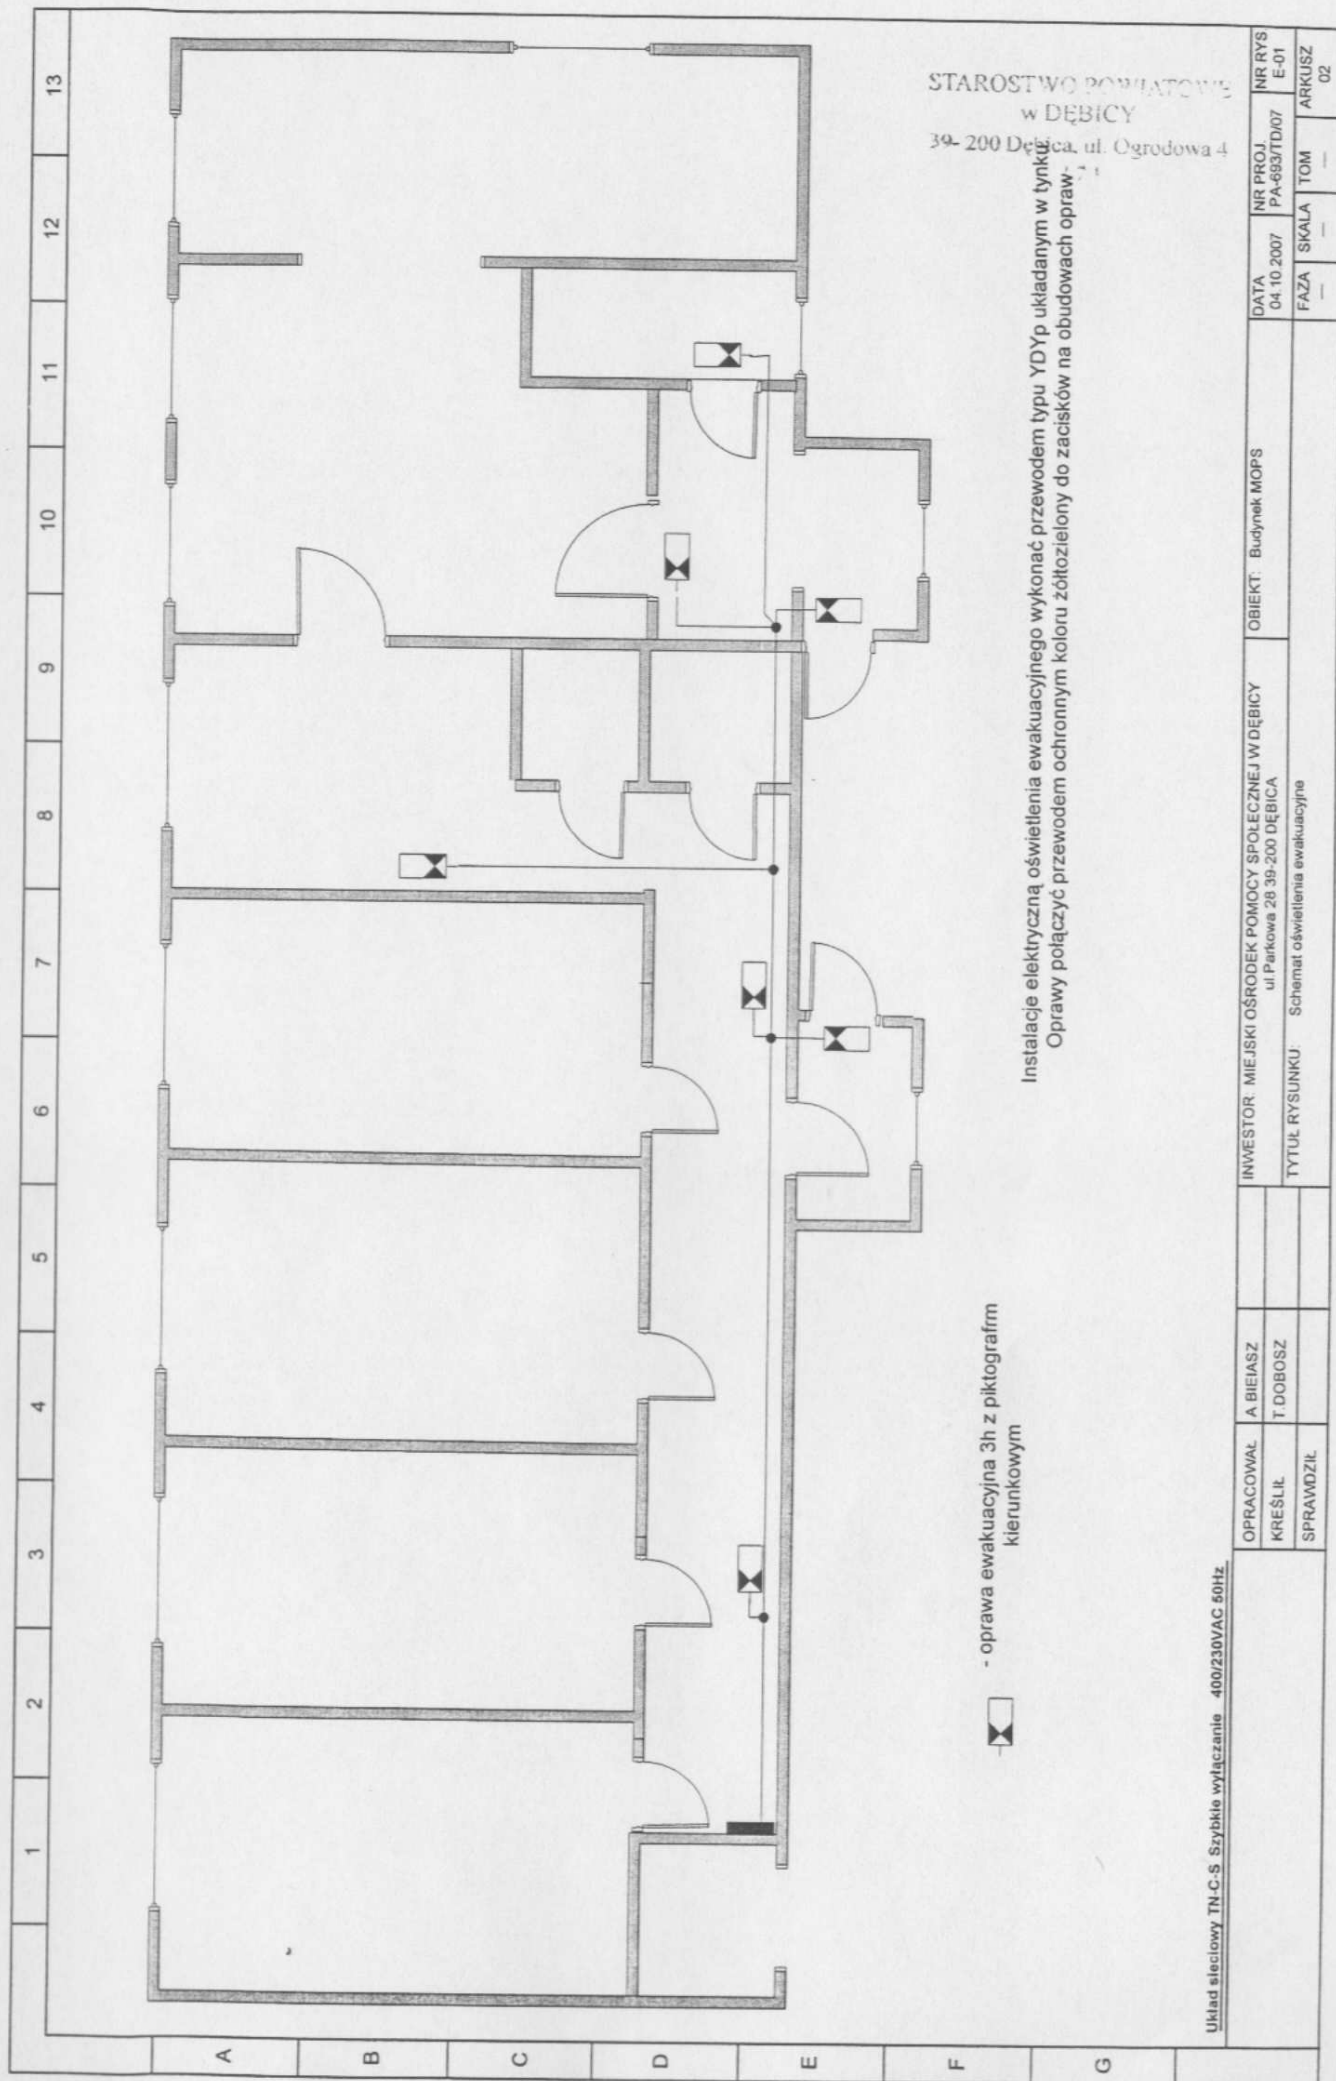 1 2 3 4 5 6 7 8 9 10 11 12 13
A
B
C
D
E
F
G
STAROSTWO POWIATOWE
w DĘBICY
39-200 Dębica, ul. Ogrodowa 4
Instalacje elektryczną oświetlenia ewakuacyjnego wykonać przewodem typu YDYp układanym w tynku
Oprawy połączyć przewodem ochronnym koloru żółtozielony do zacisków na obudowach opraw
- oprawa ewakuacyjna 3h z piktografrm
kierunkowym
Układ sieciowy TN-C-S Szybkie wyłączanie 400/230VAC 50Hz
OPRACOWAŁ A BIEIASZ
KREŚLIŁ T.DOBOSZ
SPRAWDZIŁ
INWESTOR: MIEJSKI OŚRODEK POMOCY SPOŁECZNEJ W DĘBICY
ul.Parkowa 28 39-200 DĘBICA
TYTUŁ RYSUNKU: Schemat oświetlenia ewakuacyjne
OBIEKT: Budynek MOPS
DATA
04.10.2007
NR PROJ.
PA-693/TD/07
NR RYS
E-01
FAZA
—
SKALA
—
TOM
—
ARKUSZ
02